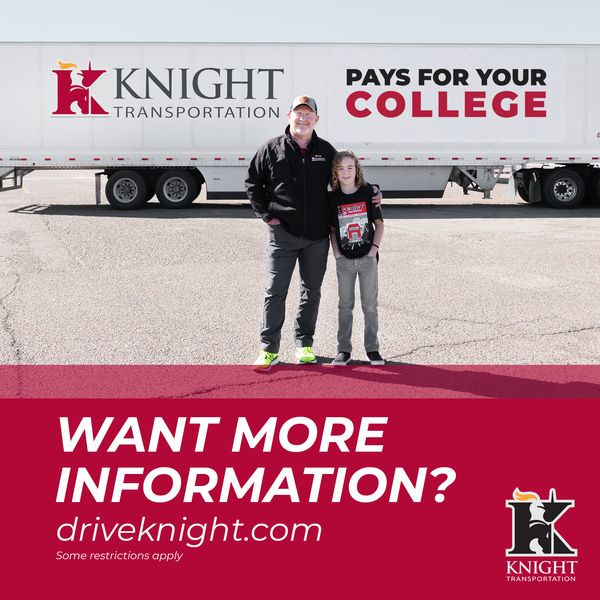 KNIGHT
TRANSPORTATION
PAYS FOR YOUR
COLLEGE
WANT MORE
INFORMATION?
driveknight.com
Some restrictions apply
KNIGHT
TRANSPORTATION